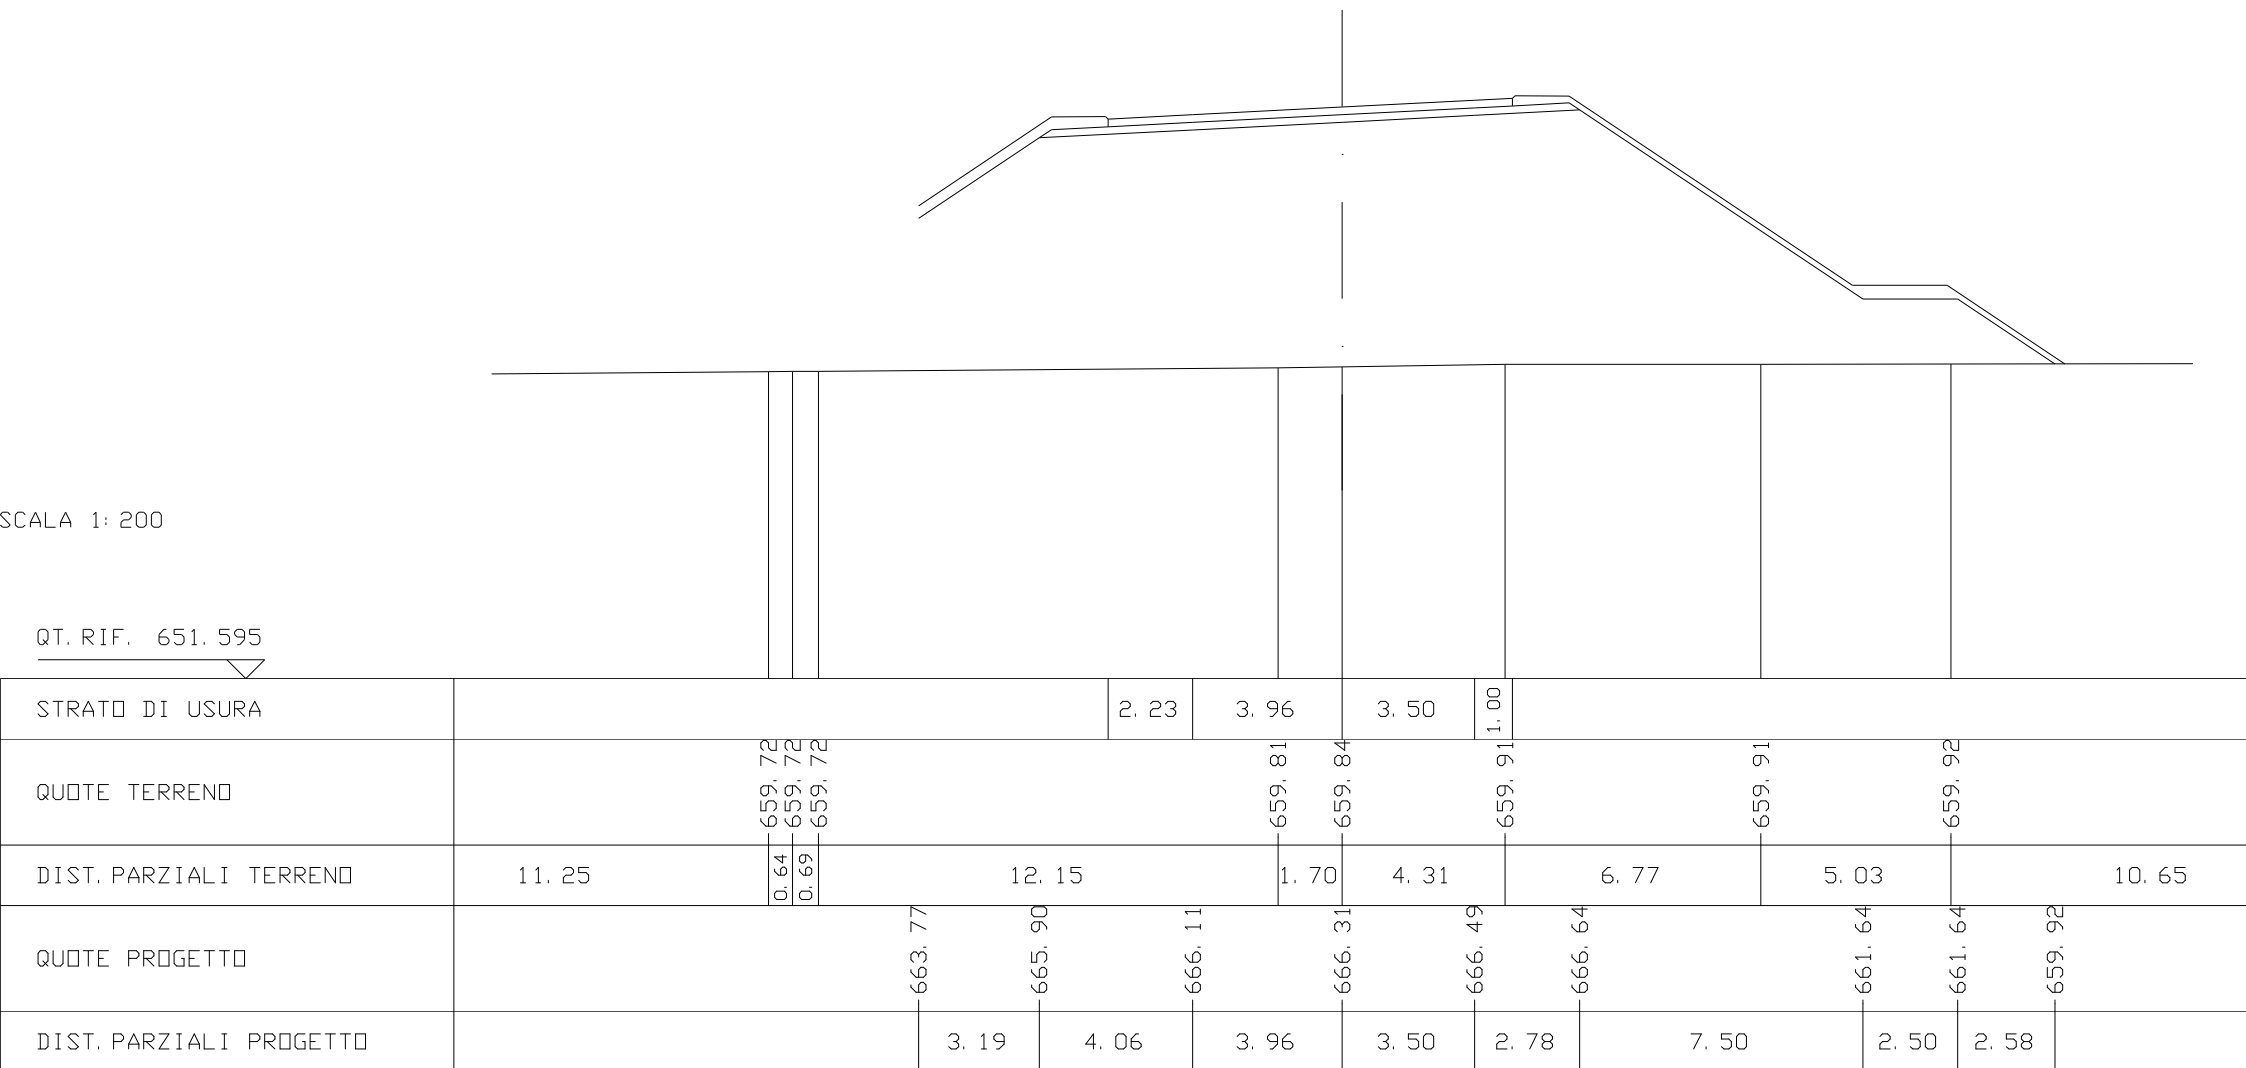 SCALA 1:200
QT.RIF. 651.595
STRATO DI USURA 2.23 3.96 3.50 1.00
QUOTE TERRENO 659.72 659.72 659.72 659.81 659.84 659.91 659.91 659.92
DIST.PARZIALI TERRENO 11.25 0.64 0.69 12.15 1.70 4.31 6.77 5.03 10.65
QUOTE PROGETTO 663.77 665.90 666.11 666.31 666.49 666.64 661.64 661.64 659.92
DIST.PARZIALI PROGETTO 3.19 4.06 3.96 3.50 2.78 7.50 2.50 2.58